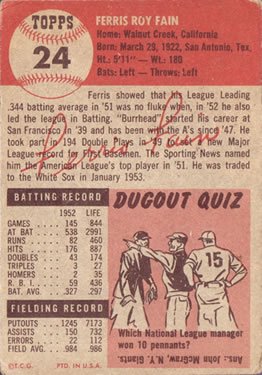 TOPPS
24
FERRIS ROY FAIN
Home: Walnut Creek, California
Born: March 29, 1922, San Antonio, Tex.
Ht.: 5'11" — Wt.: 180
Bats: Left - Throws: Left
Ferris showed that his League Leading
.344 batting average in '51 was no fluke when, in '52 he also
led the league in Batting. "Burrhead" started his career at
San Francisco in '39 and has been with the A's since '47. He
took part in 194 Double Plays in '49 a new Major
League record for First Basemen. The Sporting News named
him the American League's top player in '51. He was traded
to the White Sox in January 1953.
Ferris Fain
BATTING RECORD
1952 LIFE
GAMES 145 844
AT BAT 538 2991
RUNS 82 460
HITS 176 887
DOUBLES 43 174
TRIPLES 3 27
HOMERS 2 35
R. B. I. 59 436
BAT AVG. .327 .297
FIELDING RECORD
PUTOUTS 1245 7173
ASSISTS 150 732
ERRORS 22 112
FIELD AVG. .984 .986
©T.C.G. PTD. IN U.S.A.
DUGOUT QUIZ
15
Which National League manager
won 10 pennants?
Ans.: John McGraw, N.Y. Giants.